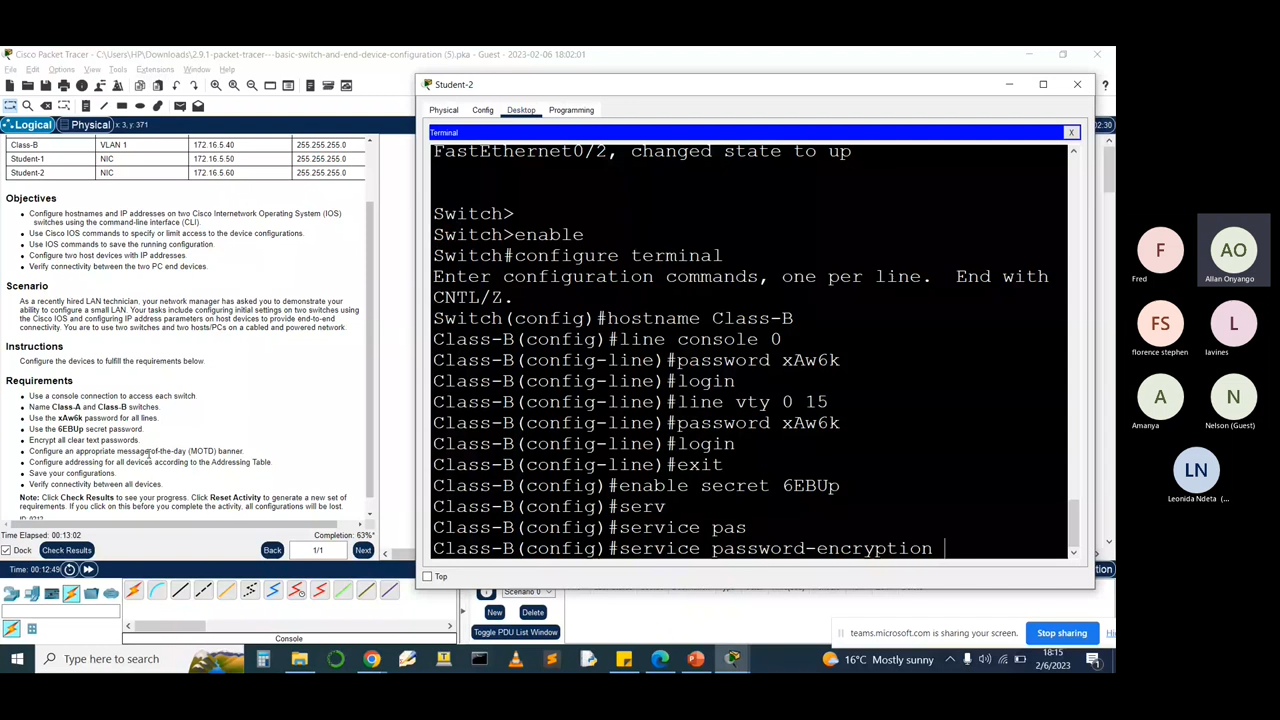 Cisco Packet Tracer - C:\Users\HP\Downloads\2.9.1-packet-tracer---basic-switch-and-end-device-configuration (5).pka - Guest - 2023-02-06 18:02:01
File Edit Options View Tools Extensions Window Help
Logical Physical x: 3, y: 371
Class-B VLAN 1 172.16.5.40 255.255.255.0
Student-1 NIC 172.16.5.50 255.255.255.0
Student-2 NIC 172.16.5.60 255.255.255.0
Objectives
Configure hostnames and IP addresses on two Cisco Internetwork Operating System (IOS)
switches using the command-line interface (CLI).
Use Cisco IOS commands to specify or limit access to the device configurations.
Use IOS commands to save the running configuration.
Configure two host devices with IP addresses.
Verify connectivity between the two PC end devices.
Scenario
As a recently hired LAN technician, your network manager has asked you to demonstrate your
ability to configure a small LAN. Your tasks include configuring initial settings on two switches
using the Cisco IOS and configuring IP address parameters on host devices to provide end-to-end
connectivity. You are to use two switches and two hosts/PCs on a cabled and powered network.
Instructions
Configure the devices to fulfill the requirements below.
Requirements
Use a console connection to access each switch.
Name Class-A and Class-B switches.
Use the xAw6k password for all lines.
Use the 6EBUp secret password.
Encrypt all clear text passwords.
Configure an appropriate message-of-the-day (MOTD) banner.
Configure addressing for all devices according to the Addressing Table.
Save your configurations.
Verify connectivity between all devices.
Note: Click Check Results to see your progress. Click Reset Activity to generate a new set of
requirements. If you click on this before you complete the activity, all configurations will be lost.
Time Elapsed: 00:13:02 Completion: 63%
Dock Check Results Back 1/1 Next
Time: 00:12:49
Console
Student-2
Physical Config Desktop Programming
Terminal X
FastEthernet0/2, changed state to up
Switch>
Switch>enable
Switch#configure terminal
Enter configuration commands, one per line. End with
CNTL/Z.
Switch(config)#hostname Class-B
Class-B(config)#line console 0
Class-B(config-line)#password xAw6k
Class-B(config-line)#login
Class-B(config-line)#line vty 0 15
Class-B(config-line)#password xAw6k
Class-B(config-line)#login
Class-B(config-line)#exit
Class-B(config)#enable secret 6EBUp
Class-B(config)#serv
Class-B(config)#service pas
Class-B(config)#service password-encryption
Top
Scenario 0
New Delete
Toggle PDU List Window
teams.microsoft.com is sharing your screen. Stop sharing
Type here to search
16°C Mostly sunny
18:15
2/6/2023
F
Fred
AO
Allan Onyango
FS
florence stephen
L
lavines
A
Amanya
N
Nelson (Guest)
LN
Leonida Ndeta (...